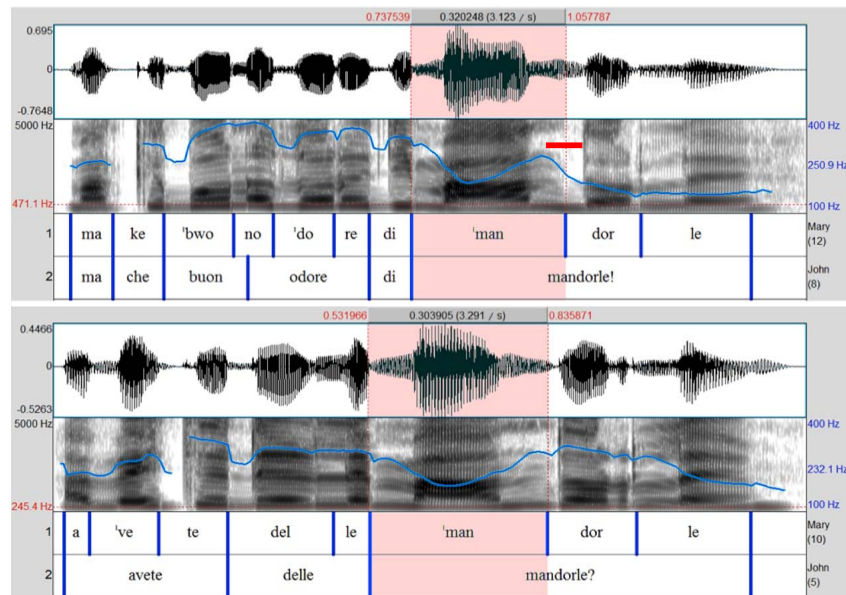 0.737539 0.320248 (3.123 / s) 1.057787
0.695
0
-0.7648
5000 Hz 400 Hz
250.9 Hz
471.1 Hz 100 Hz
1 ma ke ˈbwo no ˈdo re di ˈman dor le Mary (12)
2 ma che buon odore di mandorle! John (8)
0.531966 0.303905 (3.291 / s) 0.835871
0.4466
0
-0.5263
5000 Hz 400 Hz
232.1 Hz
245.4 Hz 100 Hz
1 a ˈve te del le ˈman dor le Mary (10)
2 avete delle mandorle? John (5)